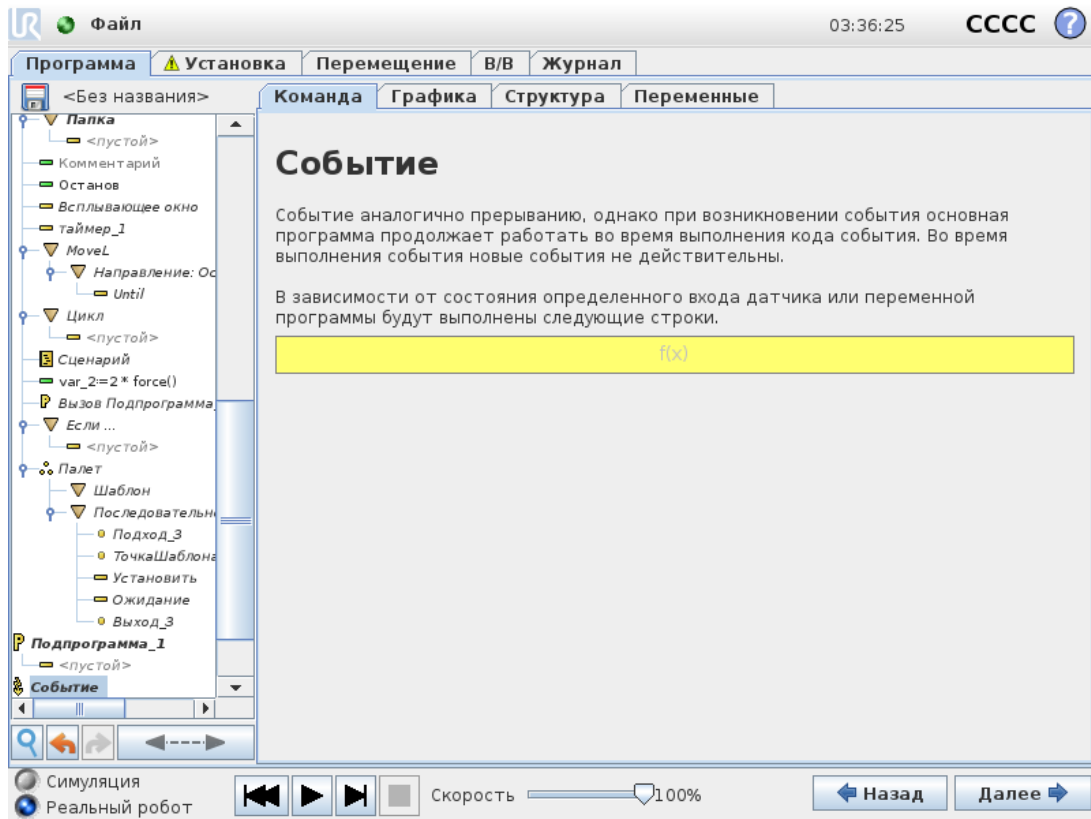 UR Файл 03:36:25 CCCC ?
Программа Установка Перемещение В/В Журнал
<Без названия> Команда Графика Структура Переменные
Папка
<пустой>
Комментарий
Останов
Всплывающее окно
таймер_1
MoveL
Направление: Ос
Until
Цикл
<пустой>
Сценарий
var_2:=2 * force()
Вызов Подпрограмма_
Если ...
<пустой>
Палет
Шаблон
Последовательн
Подход_3
ТочкаШаблона
Установить
Ожидание
Выход_3
Подпрограмма_1
<пустой>
Событие
Событие
Событие аналогично прерыванию, однако при возникновении события основная
программа продолжает работать во время выполнения кода события. Во время
выполнения события новые события не действительны.
В зависимости от состояния определенного входа датчика или переменной
программы будут выполнены следующие строки.
f(x)
Симуляция
Реальный робот
Скорость 100%
Назад Далее